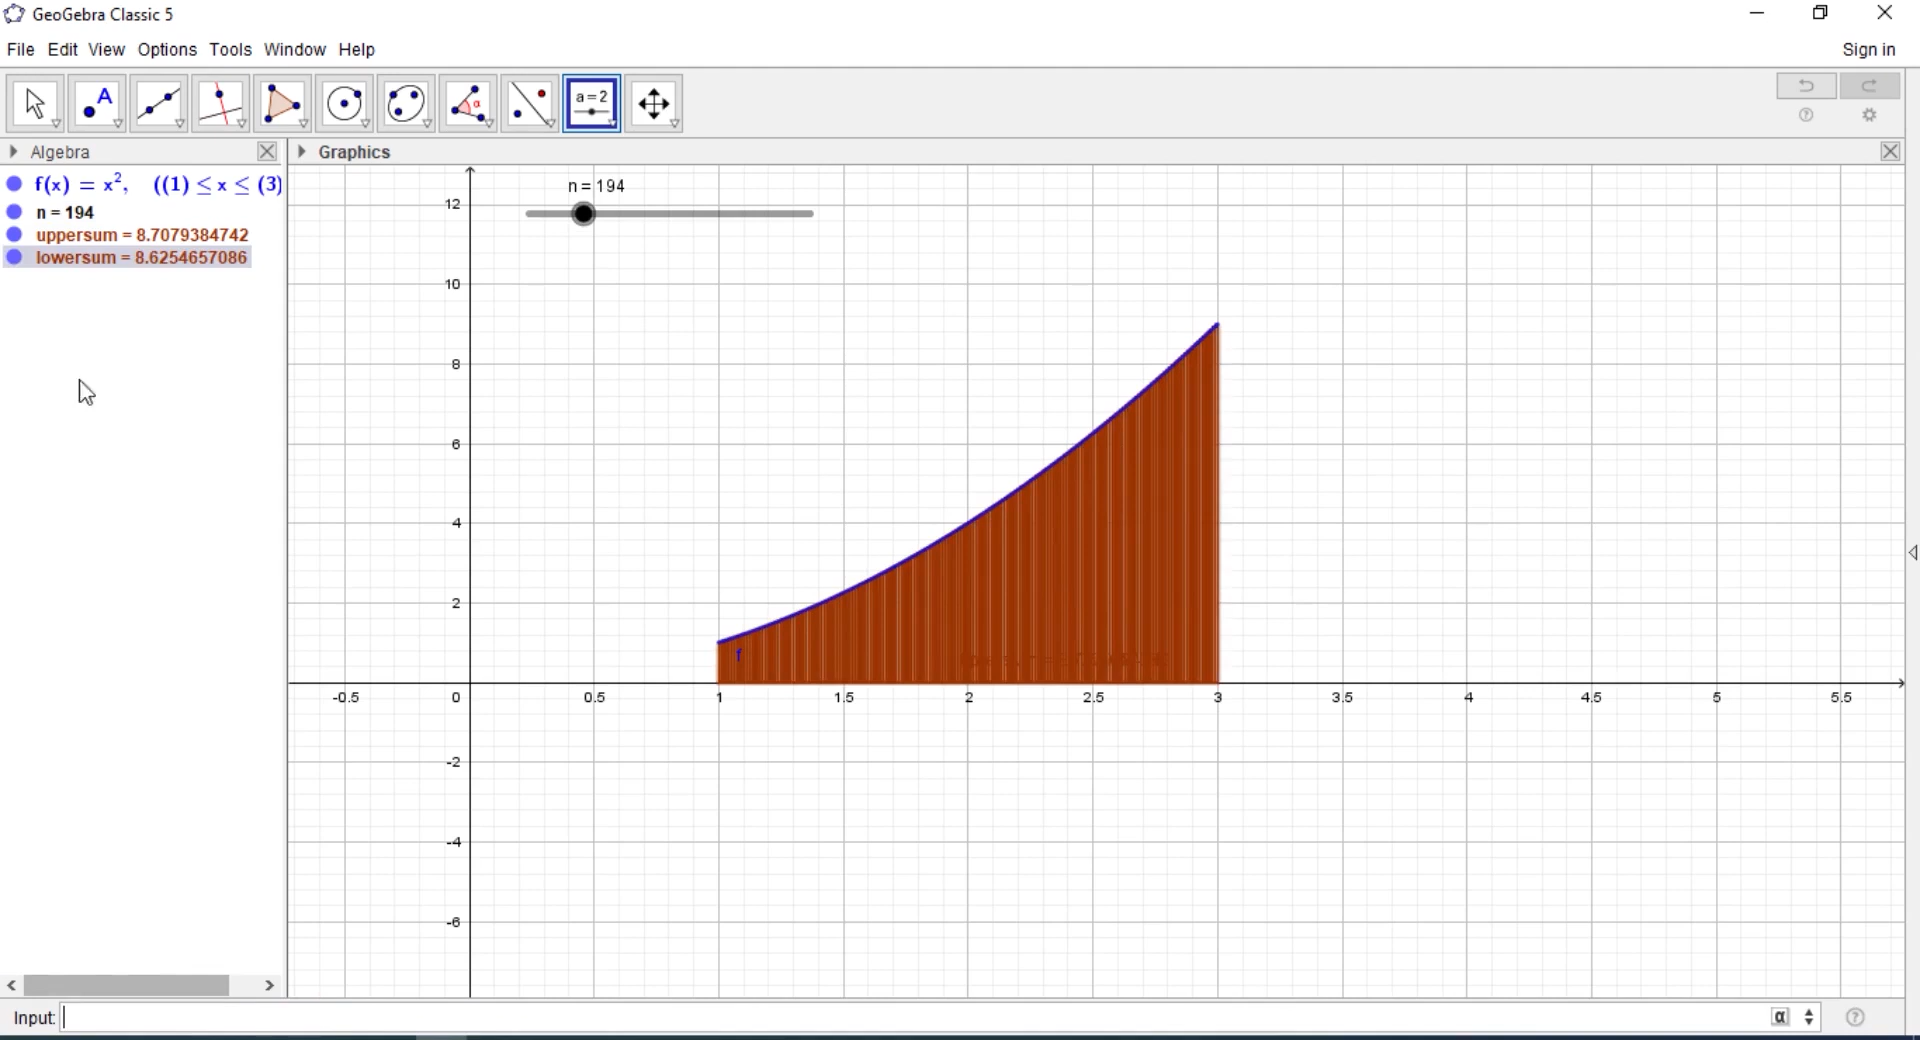 GeoGebra Classic 5
File Edit View Options Tools Window Help Sign in
A α a = 2
Algebra Graphics
f(x) = x², ((1) ≤ x ≤ (3)
n = 194
uppersum = 8.7079384742
lowersum = 8.6254657086
n = 194
12
10
8
6
4
2
f
-0.5 0 0.5 1 1.5 2 2.5 3 3.5 4 4.5 5 5.5
-2
-4
-6
Input: α